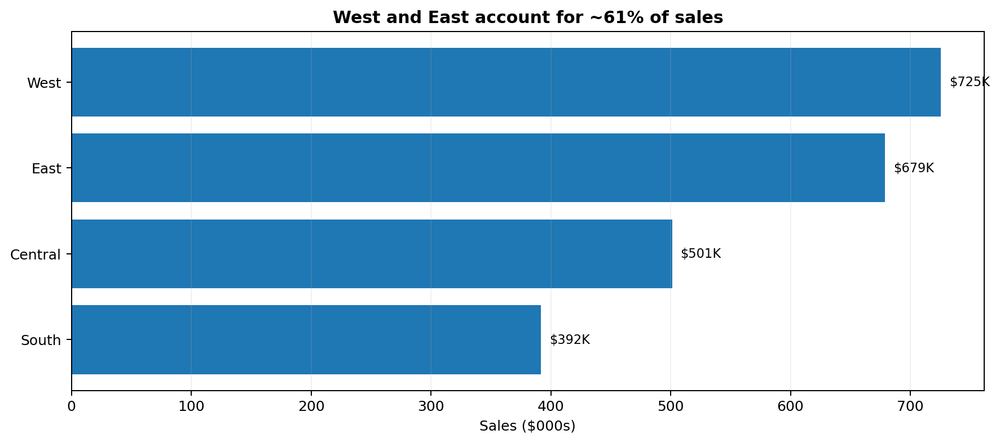 West and East account for ~61% of sales
West
$725K
East
$679K
Central
$501K
South
$392K
0 100 200 300 400 500 600 700
Sales ($000s)